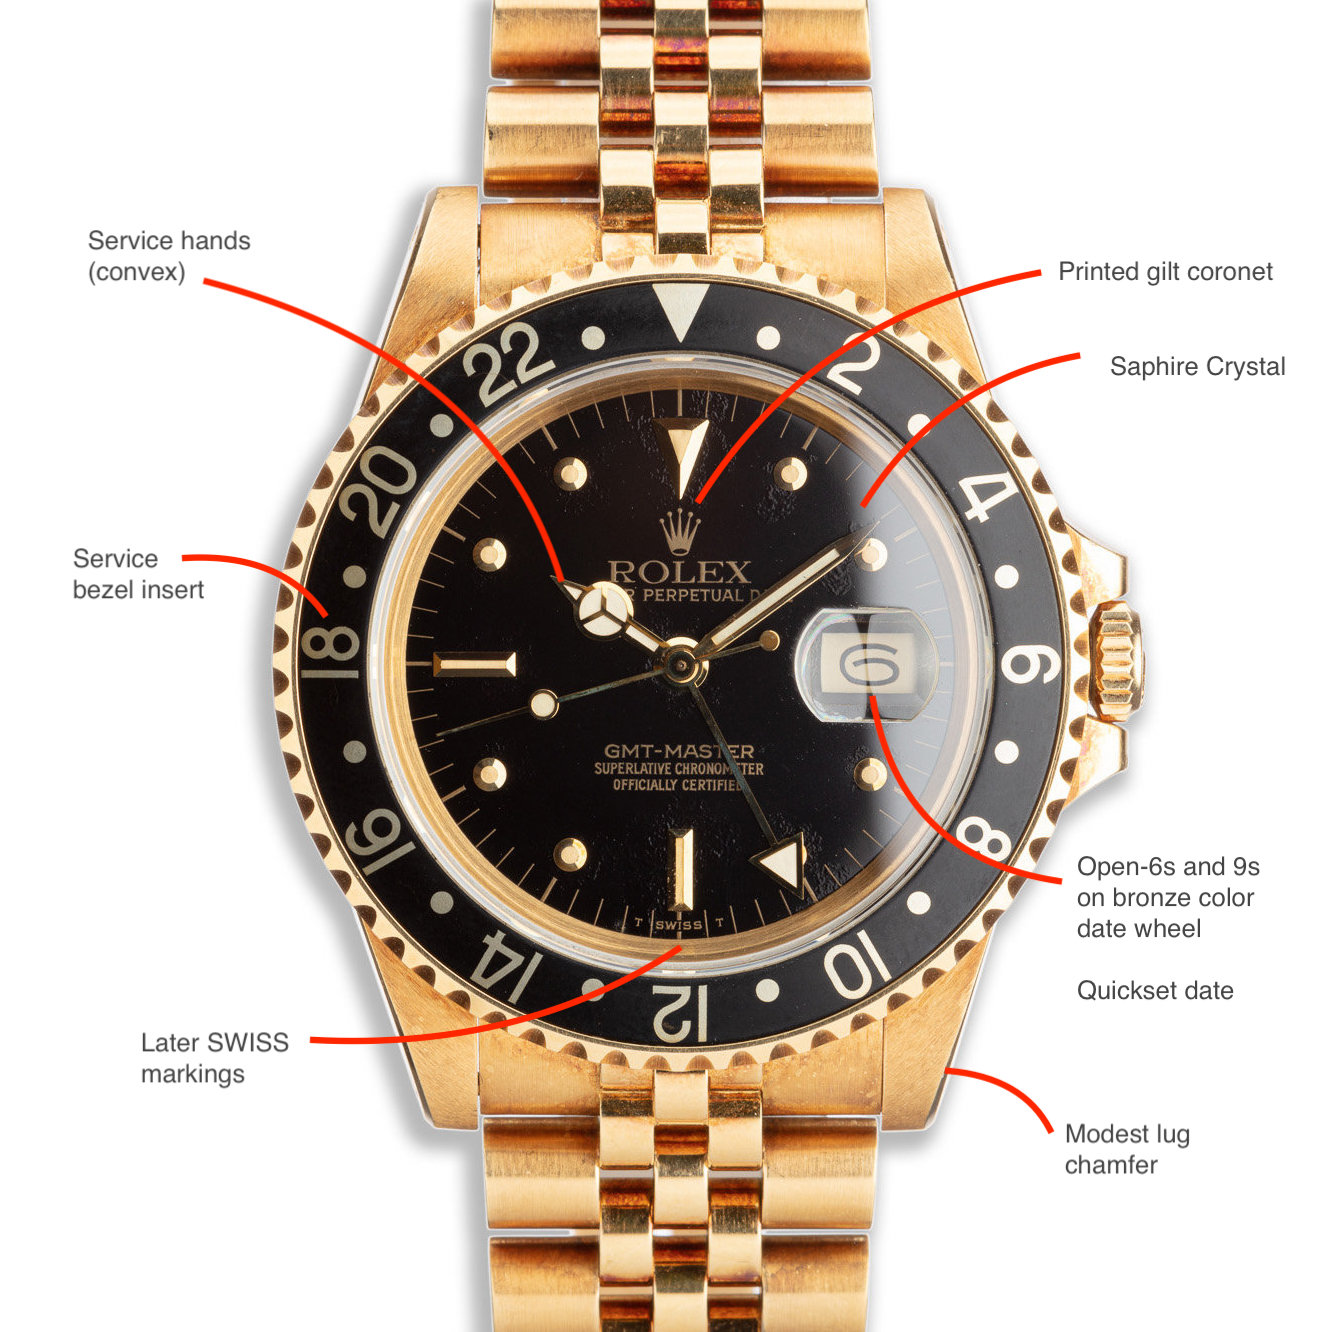 Service hands
(convex)
Printed gilt coronet
Saphire Crystal
Service
bezel insert
22
2
20
4
18
6
16
8
14
10
12
ROLEX
PERPETUAL
6
GMT-MASTER
SUPERLATIVE CHRONOMETER
OFFICIALLY CERTIFIED
T SWISS T
Open-6s and 9s
on bronze color
date wheel
Quickset date
Later SWISS
markings
Modest lug
chamfer